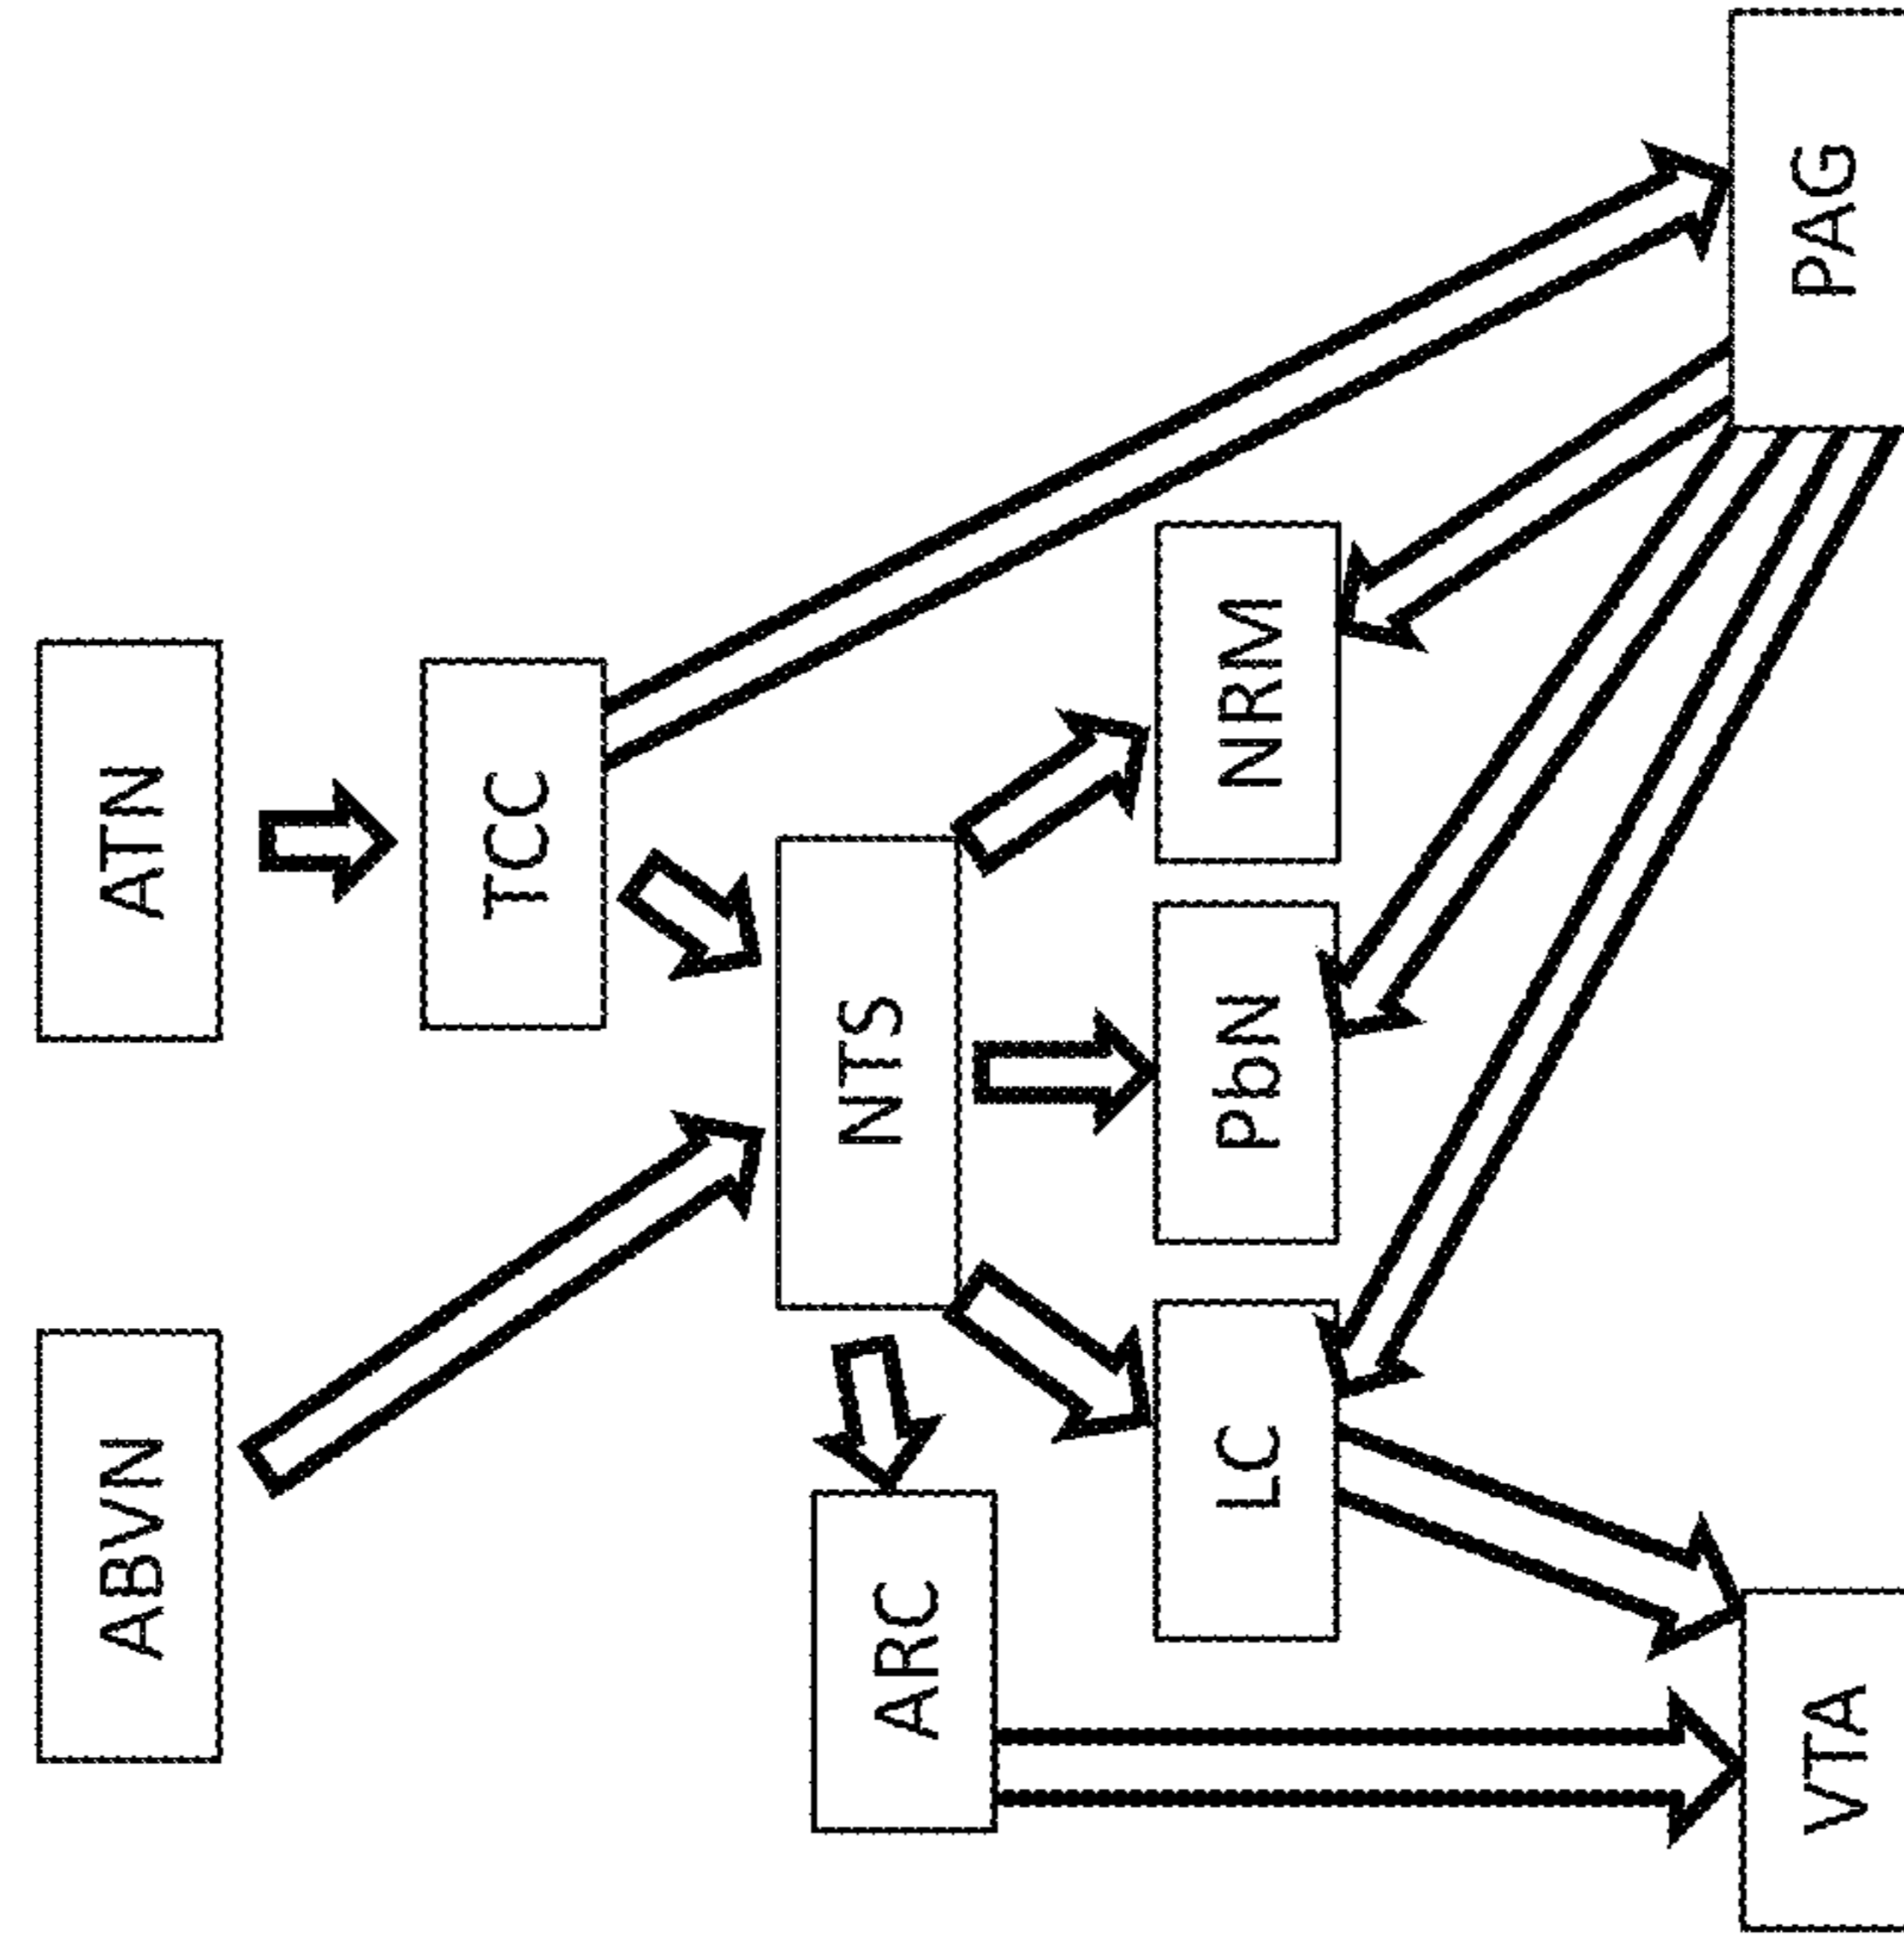 ABVN
ATN
TCC
NTS
ARC
LC
PbN
NRM
VTA
PAG